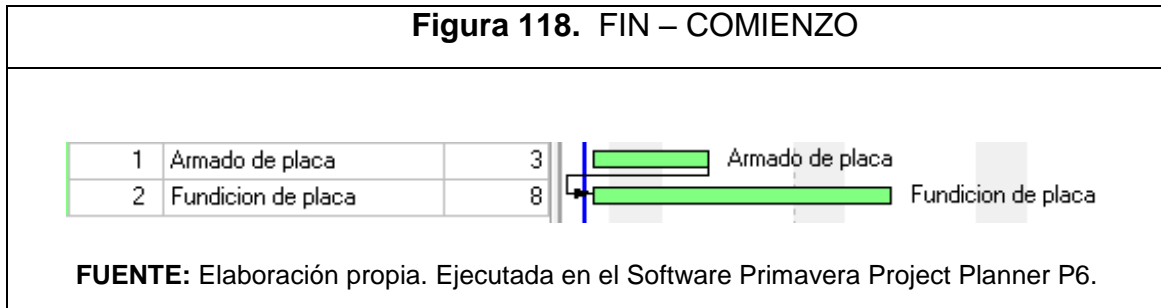 Figura 118. FIN – COMIENZO
1 Armado de placa 3 Armado de placa
2 Fundicion de placa 8 Fundicion de placa
FUENTE: Elaboración propia. Ejecutada en el Software Primavera Project Planner P6.